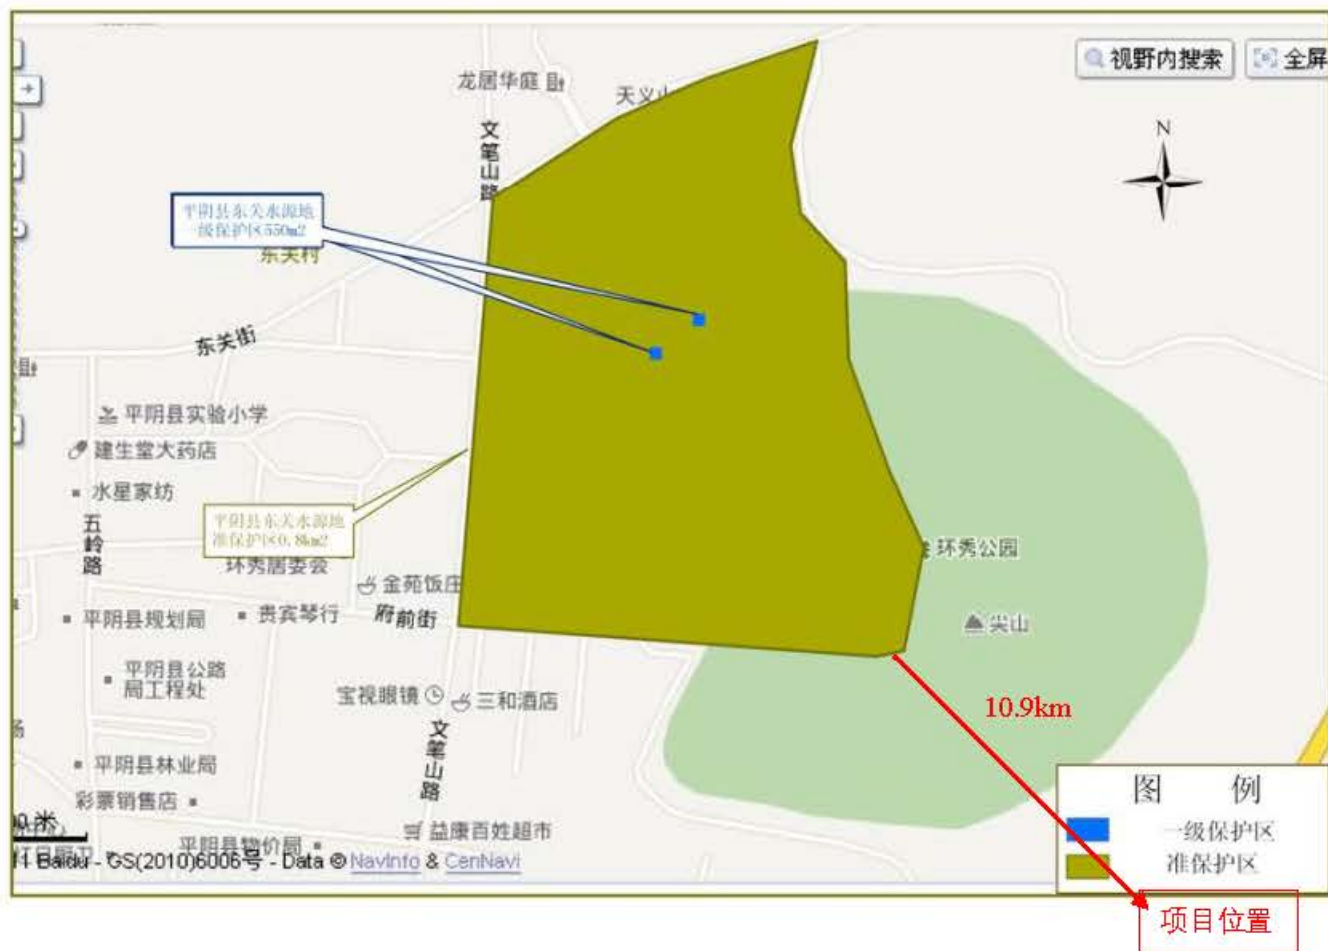 视野内搜索
全屏
龙居华庭
天义山
N
文笔山路
平阴县东关水源地
一级保护区550m2
东关村
东关街
县
平阴县实验小学
建生堂大药店
水星家纺
五岭路
平阴县东关水源地
准保护区0.8km2
环秀居委会
环秀公园
金苑饭庄
府前街
贵宾琴行
平阴县规划局
尖山
平阴县公路
局工程处
宝视眼镜
三和酒店
10.9km
文笔山路
场
平阴县林业局
彩票销售店
图 例
一级保护区
准保护区
米
益康百姓超市
平阴县物价局
Baidu - GS(2010)6006号 - Data © NavInfo & CenNavi
项目位置